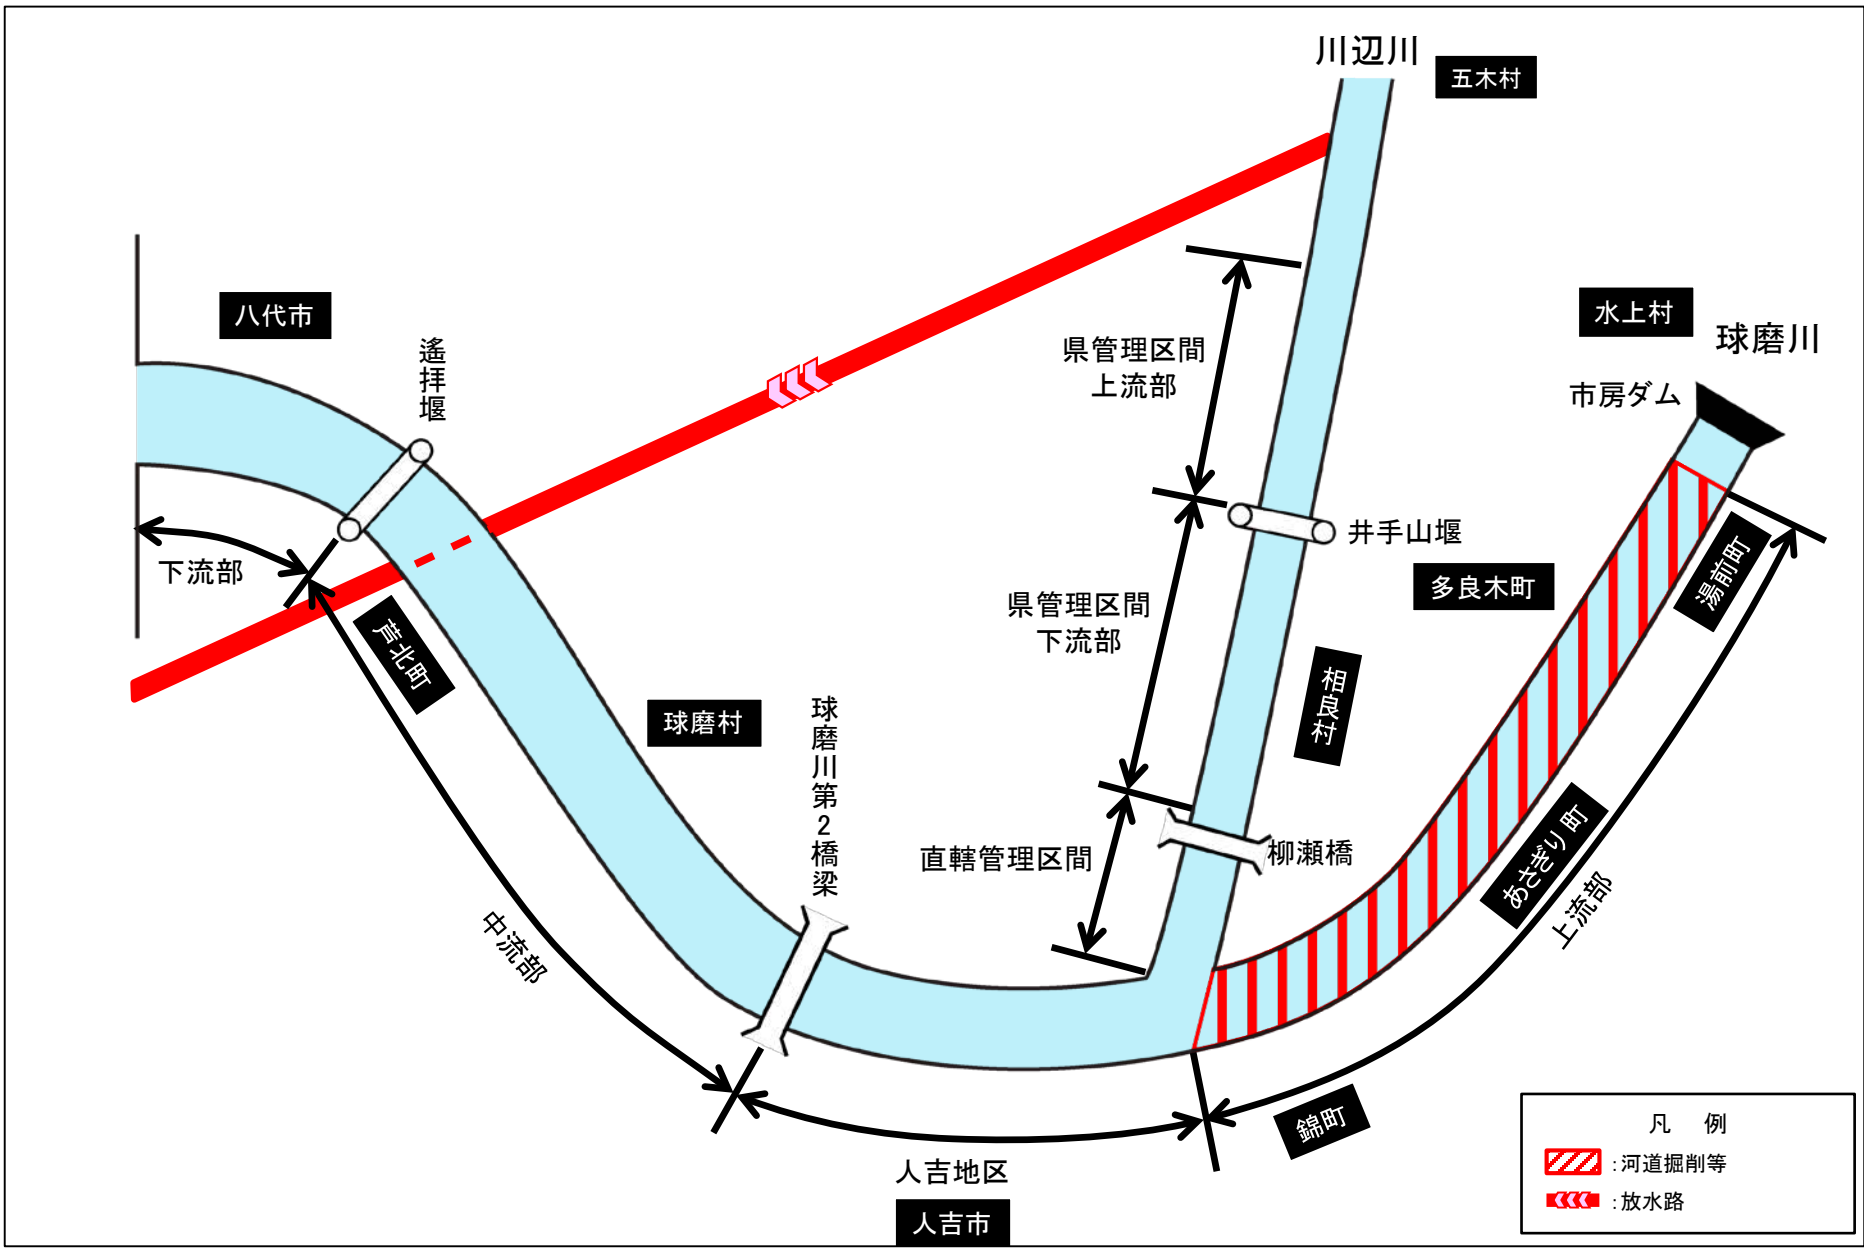 川辺川
五木村
八代市
遙拝堰
水上村
球磨川
市房ダム
県管理区間
上流部
井手山堰
湯前町
下流部
多良木町
県管理区間
下流部
芦北町
相良村
球磨村
球磨川第2橋梁
直轄管理区間
柳瀬橋
あさぎり町
上流部
中流部
錦町
人吉地区
人吉市
凡 例
:河道掘削等
:放水路